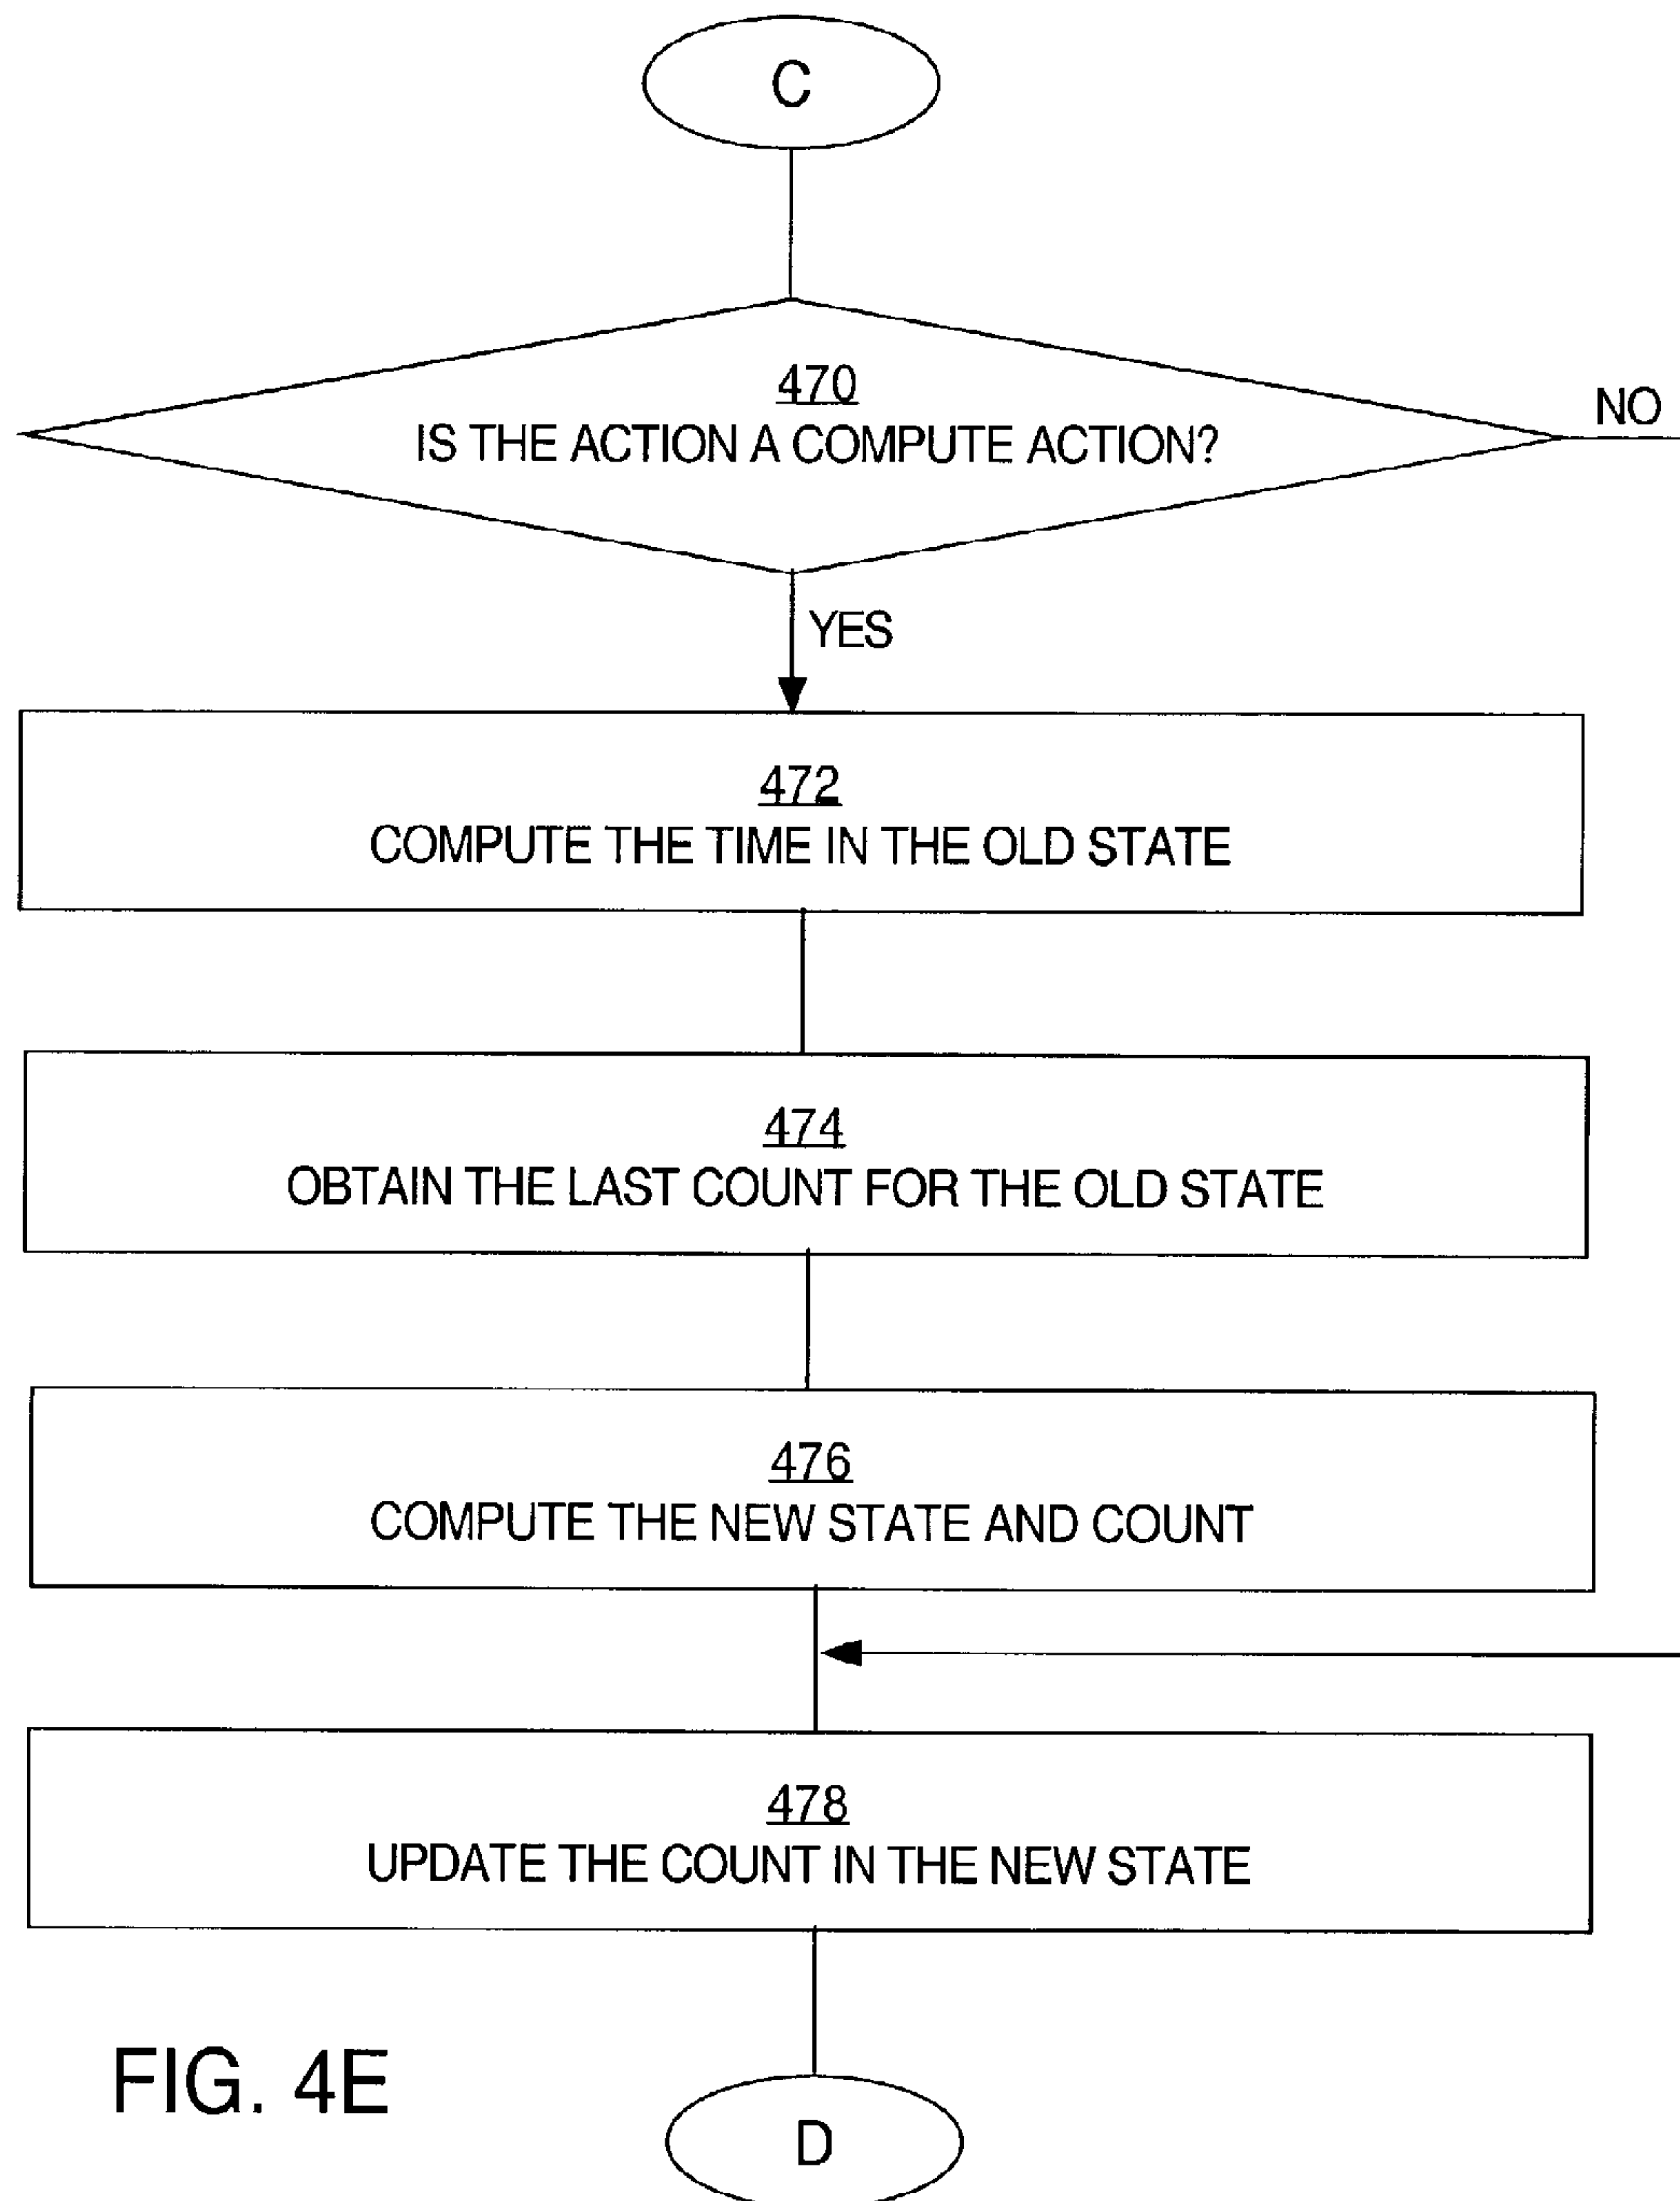 C
470
IS THE ACTION A COMPUTE ACTION?
NO
YES
472
COMPUTE THE TIME IN THE OLD STATE
474
OBTAIN THE LAST COUNT FOR THE OLD STATE
476
COMPUTE THE NEW STATE AND COUNT
478
UPDATE THE COUNT IN THE NEW STATE
FIG. 4E
D